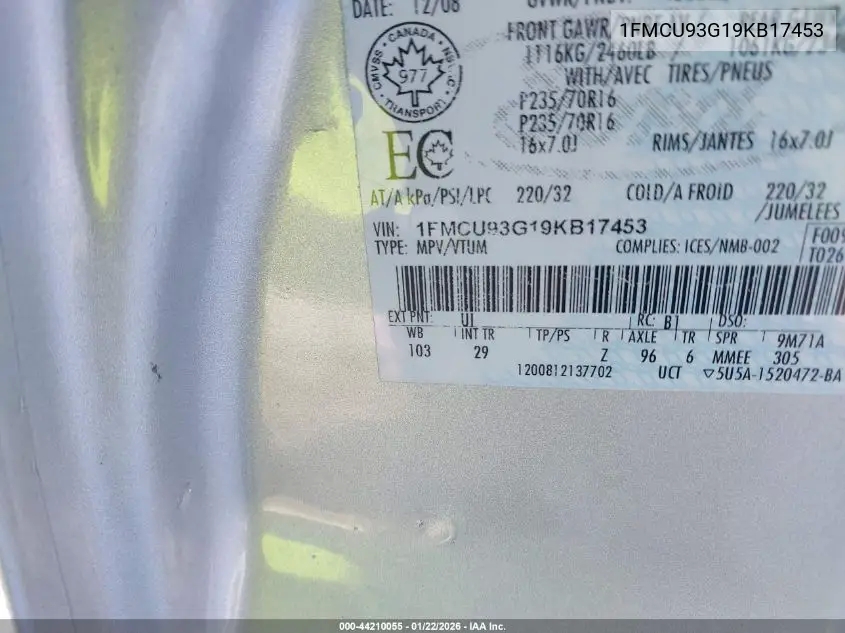 DATE: 12/08
1FMCU93G19KB17453
FRONT GAWR
1116KG/2460LB
WITH/AVEC TIRES/PNEUS
CANADA
CMVSS
977
TRANSPORT
P235/70R16
P235/70R16
16x7.0J RIMS/JANTES 16x7.0J
EC
AT/A kPa/PSI/LPC 220/32 COLD/A FROID 220/32
/JUMELEES
VIN: 1FMCU93G19KB17453
TYPE: MPV/VTUM COMPLIES: ICES/NMB-002
T026
EXT PNT: UI RC: B1 DSO:
WB INT TR TP/PS R AXLE TR SPR 9M71A
103 29 Z 96 6 MMEE 305
1200812137702 UCT 5U5A-1520472-BA
000-44210055 - 01/22/2026 - IAA Inc.